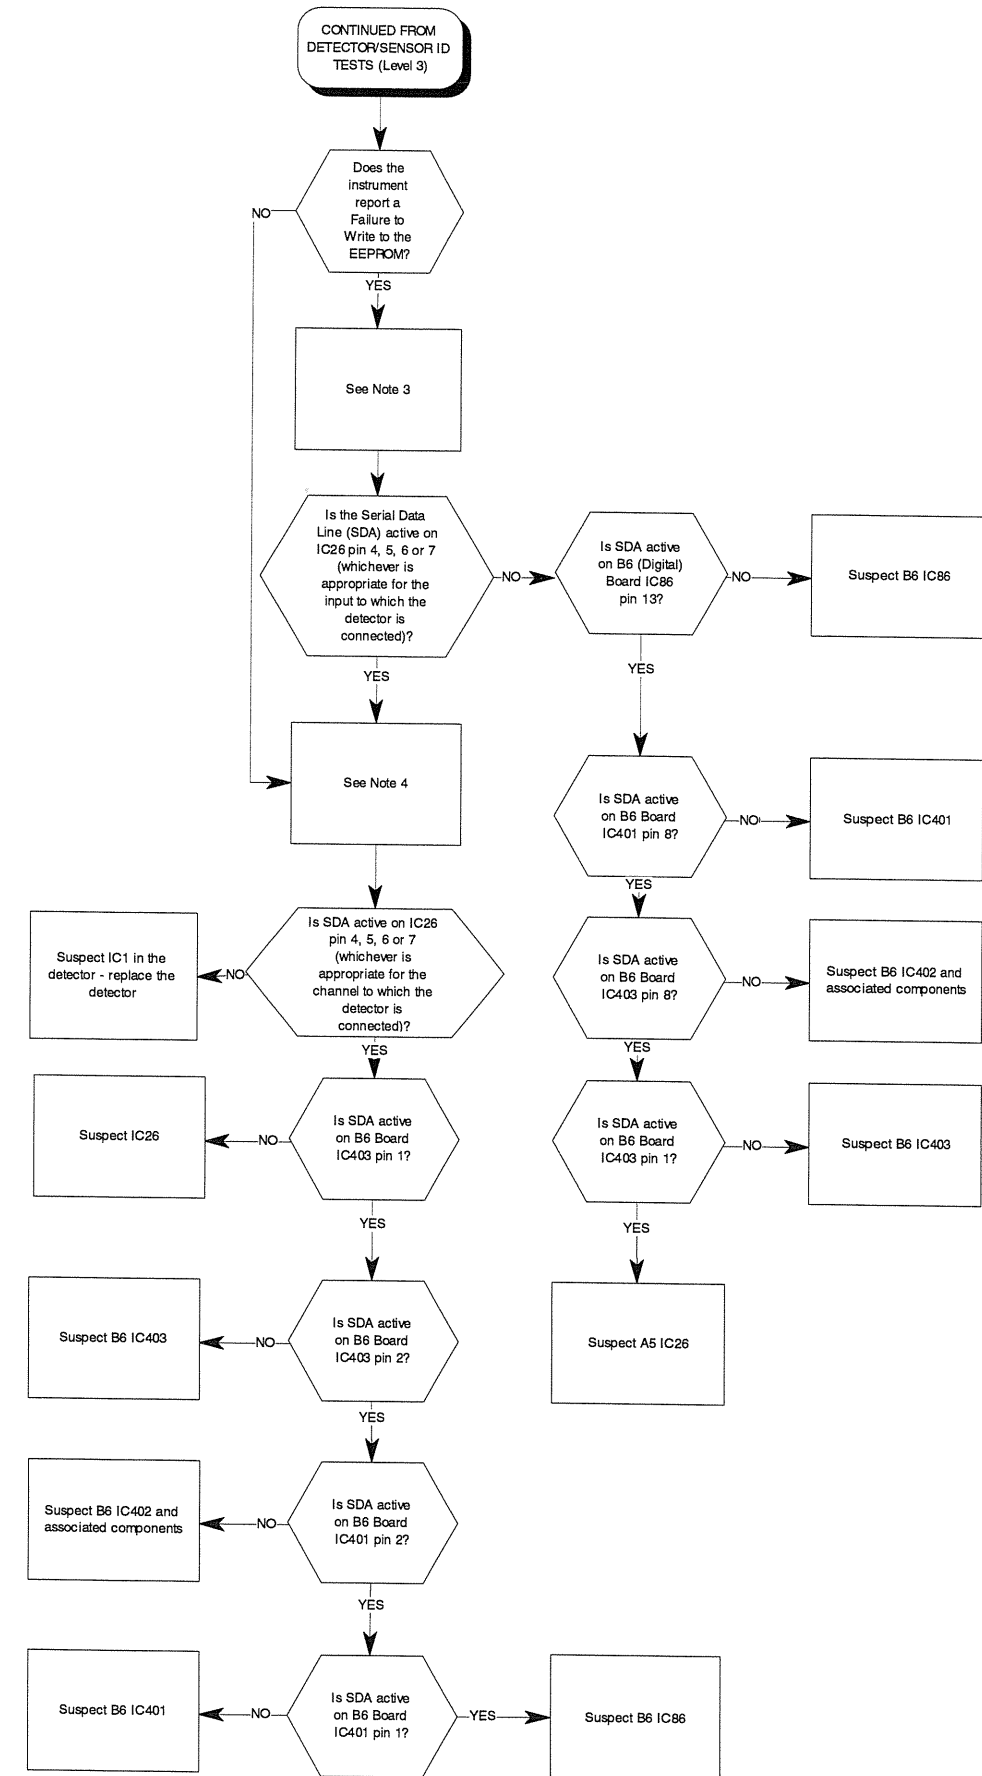 CONTINUED FROM
DETECTOR/SENSOR ID
TESTS (Level 3)
Does the
instrument
report a
Failure to
Write to the
EEPROM?
NO
YES
See Note 3
Is the Serial Data
Line (SDA) active on
IC26 pin 4, 5, 6 or 7
(whichever is
appropriate for the
input to which the
detector is
connected)?
NO
Is SDA active
on B6 (Digital)
Board IC86
pin 13?
NO
Suspect B6 IC86
YES
YES
See Note 4
Is SDA active
on B6 Board
IC401 pin 8?
NO
Suspect B6 IC401
YES
Is SDA active on IC26
pin 4, 5, 6 or 7
(whichever is
appropriate for the
channel to which the
detector is
connected)?
NO
Suspect IC1 in the
detector - replace the
detector
YES
Is SDA active
on B6 Board
IC403 pin 8?
NO
Suspect B6 IC402 and
associated components
YES
Is SDA active
on B6 Board
IC403 pin 1?
NO
Suspect IC26
YES
Is SDA active
on B6 Board
IC403 pin 1?
NO
Suspect B6 IC403
YES
Suspect A5 IC26
Is SDA active
on B6 Board
IC403 pin 2?
NO
Suspect B6 IC403
YES
Is SDA active
on B6 Board
IC401 pin 2?
NO
Suspect B6 IC402 and
associated components
YES
Is SDA active
on B6 Board
IC401 pin 1?
NO
Suspect B6 IC401
YES
Suspect B6 IC86